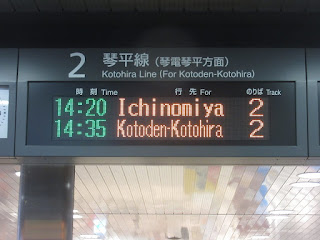 2 琴平線 (琴電琴平方面)
Kotohira Line (For Kotoden-Kotohira)
時刻 Time 行先 For のりば Track
14:20 Ichinomiya 2
14:35 Kotoden-Kotohira 2